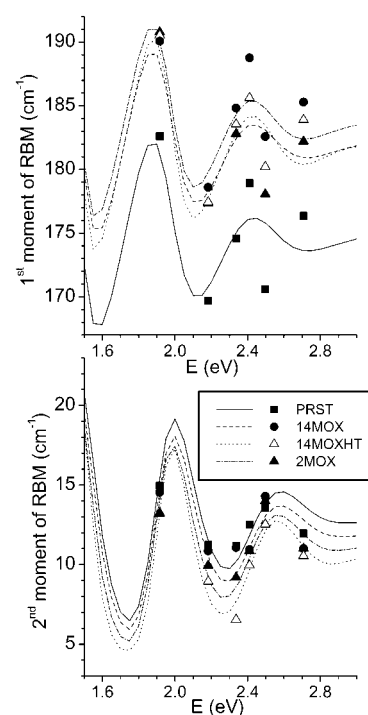 190
185
180
175
170
1st moment of RBM (cm-1)
1.6 2.0 2.4 2.8
E (eV)
PRST
14MOX
14MOXHT
2MOX
20
15
10
5
2nd moment of RBM (cm-1)
1.6 2.0 2.4 2.8
E (eV)